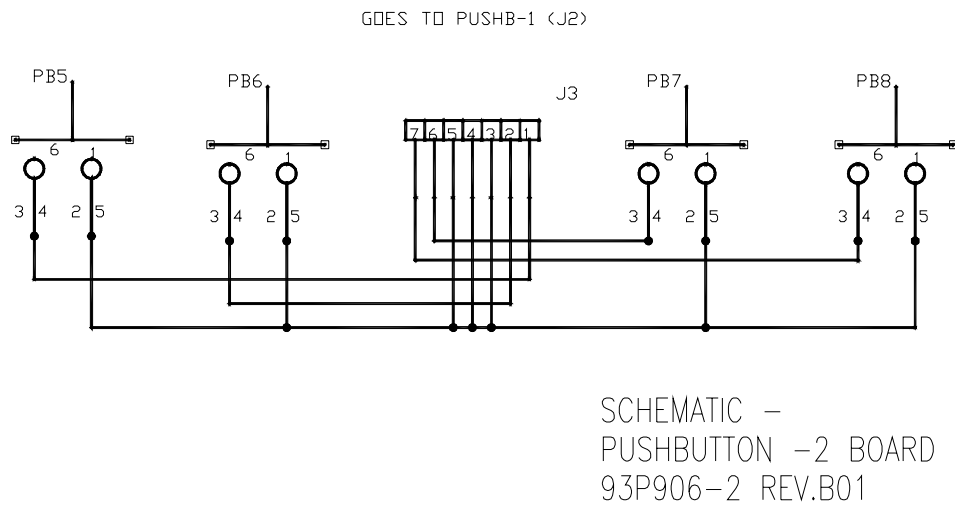 GOES TO PUSHB-1 (J2)
PB5
PB6
J3
PB7
PB8
7 6 5 4 3 2 1
6 1
6 1
6 1
6 1
3 4 2 5
3 4 2 5
3 4 2 5
3 4 2 5
SCHEMATIC -
PUSHBUTTON -2 BOARD
93P906-2 REV.B01